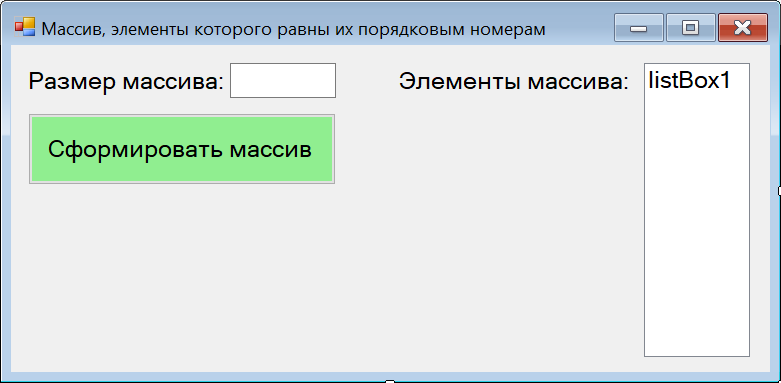 Массив, элементы которого равны их порядковым номерам
Размер массива:
Элементы массива:
listBox1
Сформировать массив